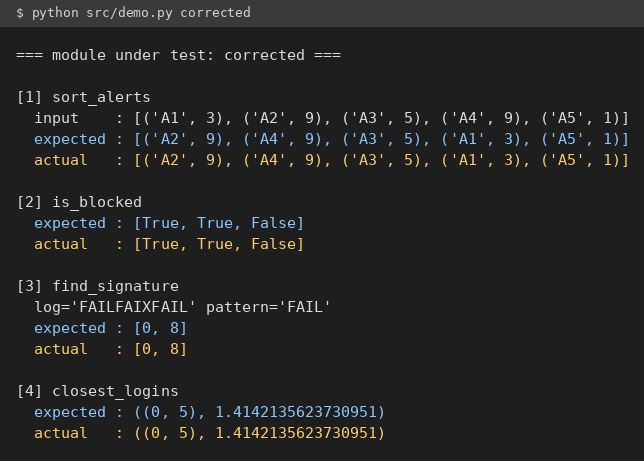 $ python src/demo.py corrected
=== module under test: corrected ===
[1] sort_alerts
input    : [('A1', 3), ('A2', 9), ('A3', 5), ('A4', 9), ('A5', 1)]
expected : [('A2', 9), ('A4', 9), ('A3', 5), ('A1', 3), ('A5', 1)]
actual   : [('A2', 9), ('A4', 9), ('A3', 5), ('A1', 3), ('A5', 1)]
[2] is_blocked
expected : [True, True, False]
actual   : [True, True, False]
[3] find_signature
log='FAILFAIXFAIL' pattern='FAIL'
expected : [0, 8]
actual   : [0, 8]
[4] closest_logins
expected : ((0, 5), 1.4142135623730951)
actual   : ((0, 5), 1.4142135623730951)